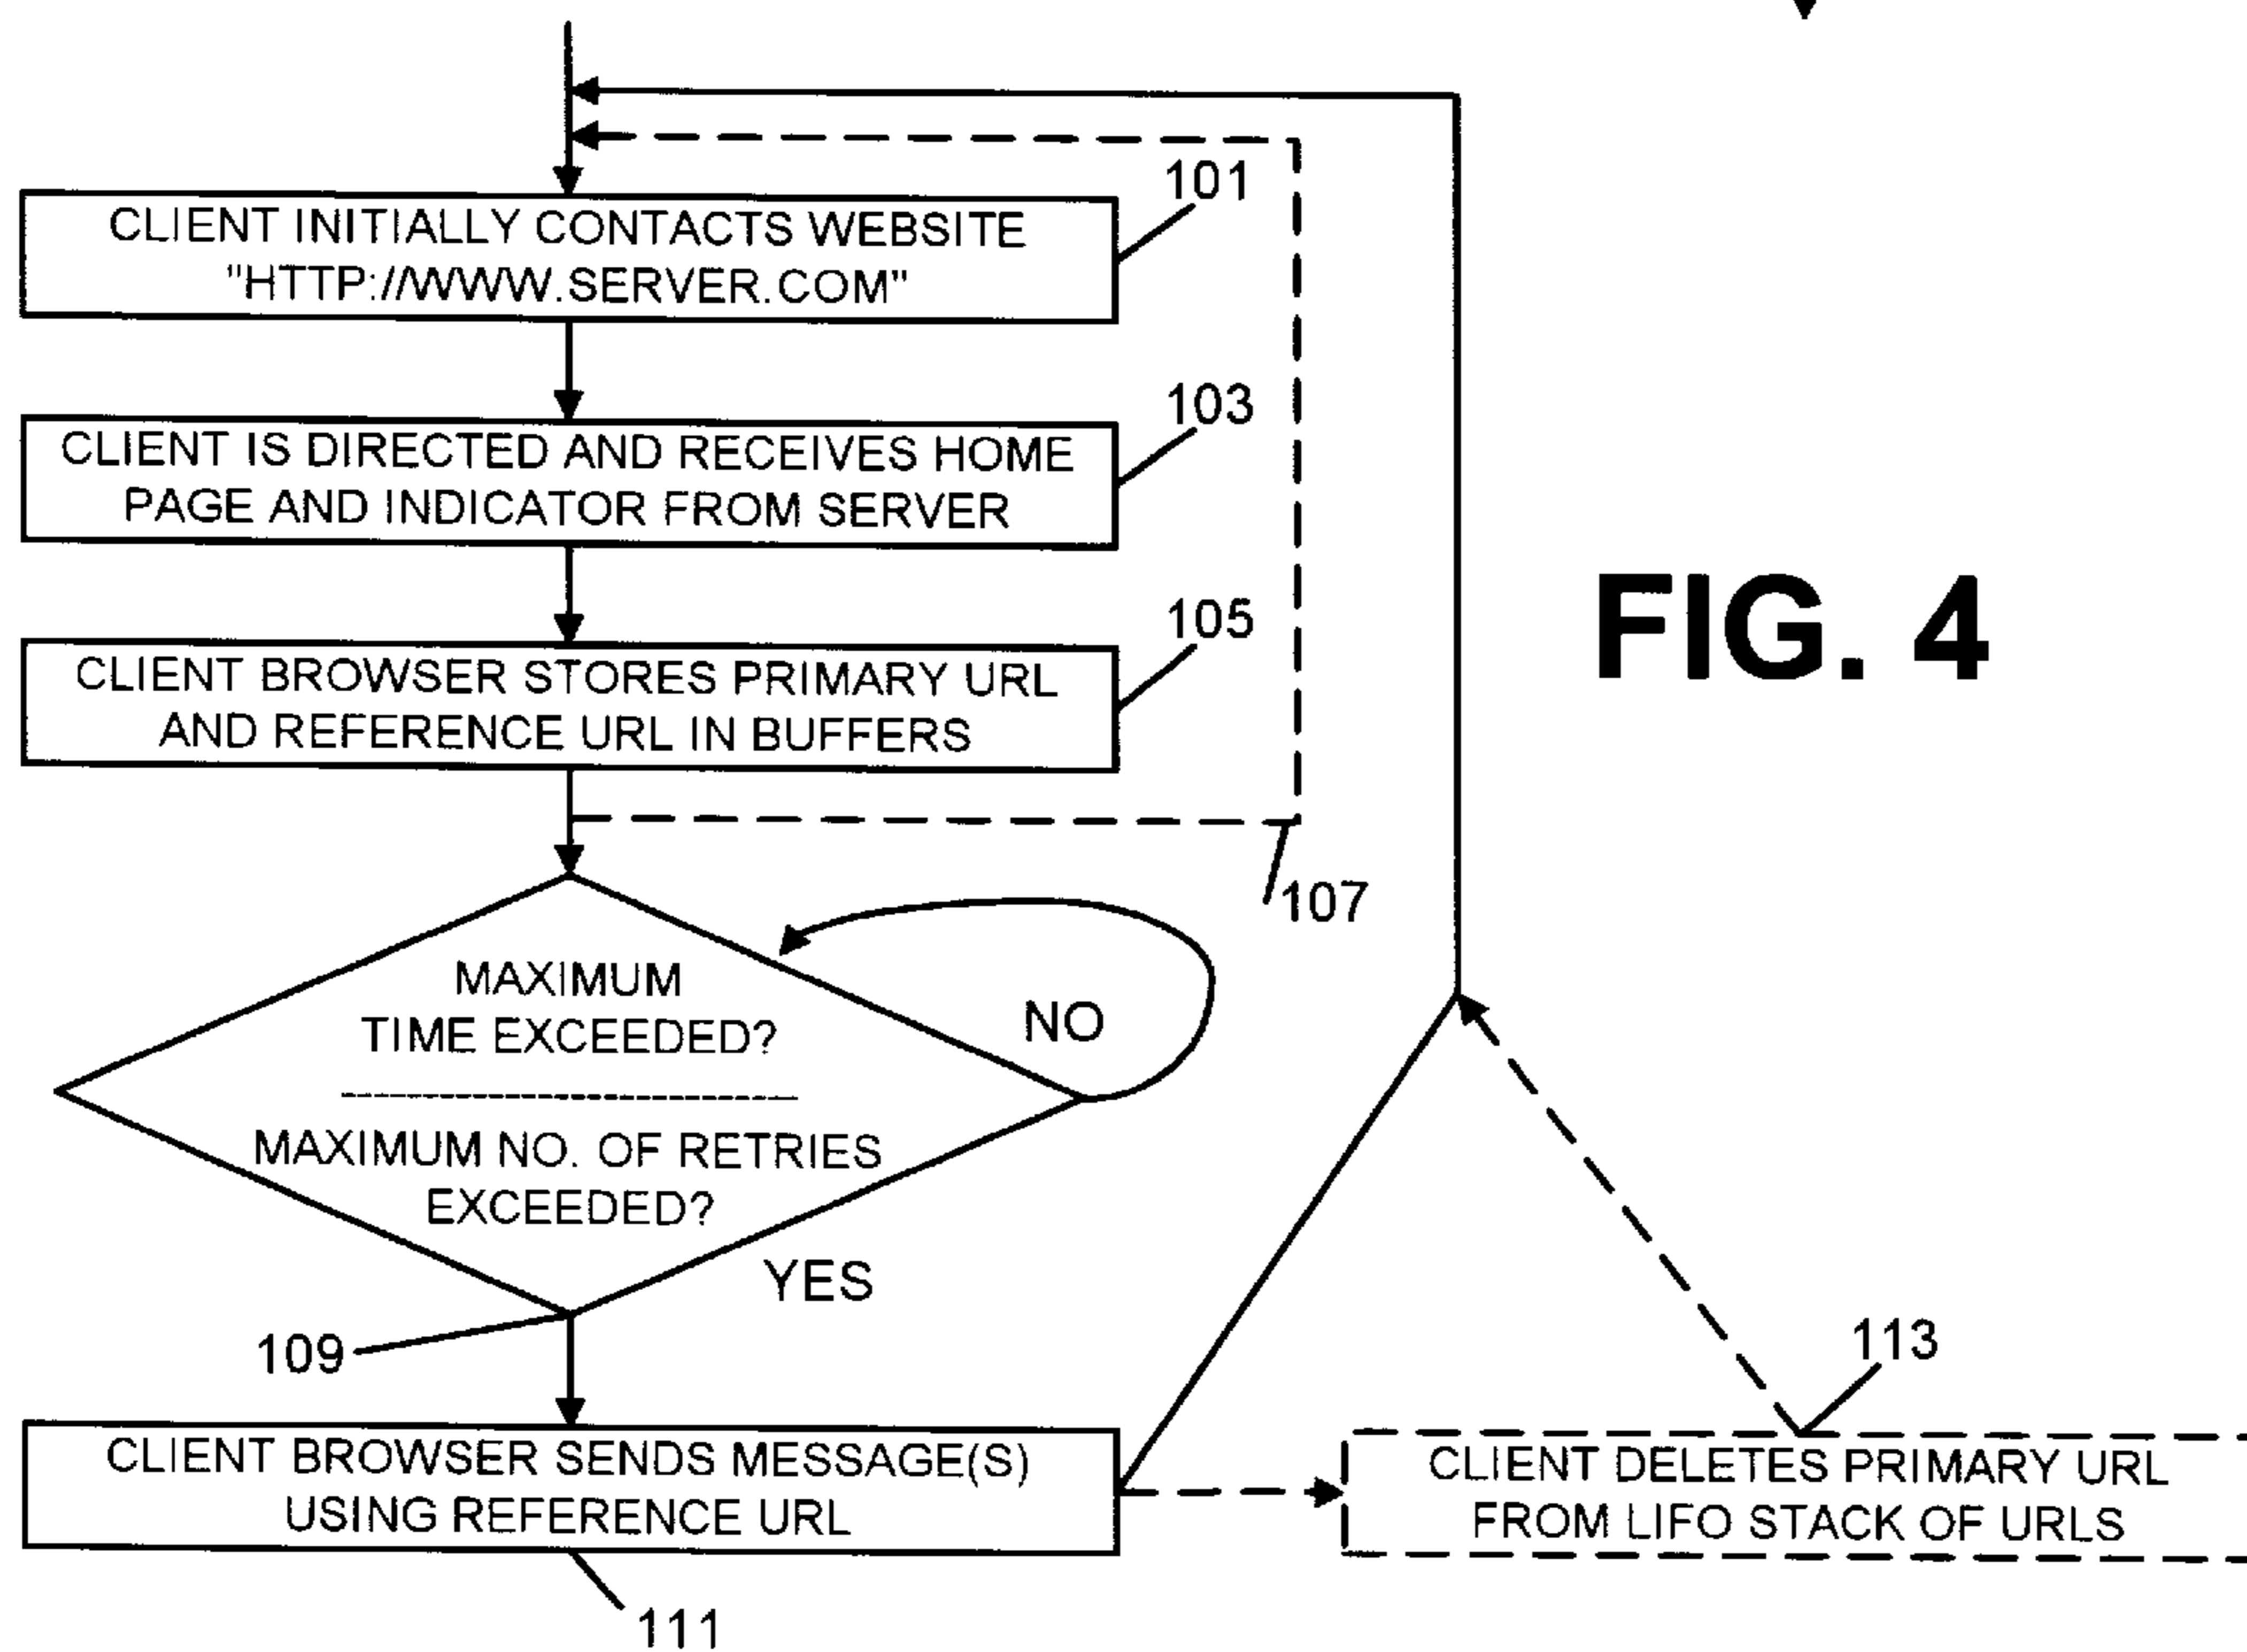 101
CLIENT INITIALLY CONTACTS WEBSITE
"HTTP://WWW.SERVER.COM"
103
CLIENT IS DIRECTED AND RECEIVES HOME
PAGE AND INDICATOR FROM SERVER
FIG. 4
105
CLIENT BROWSER STORES PRIMARY URL
AND REFERENCE URL IN BUFFERS
107
MAXIMUM
TIME EXCEEDED?
NO
MAXIMUM NO. OF RETRIES
EXCEEDED?
YES
109
113
CLIENT BROWSER SENDS MESSAGE(S)
USING REFERENCE URL
CLIENT DELETES PRIMARY URL
FROM LIFO STACK OF URLS
111